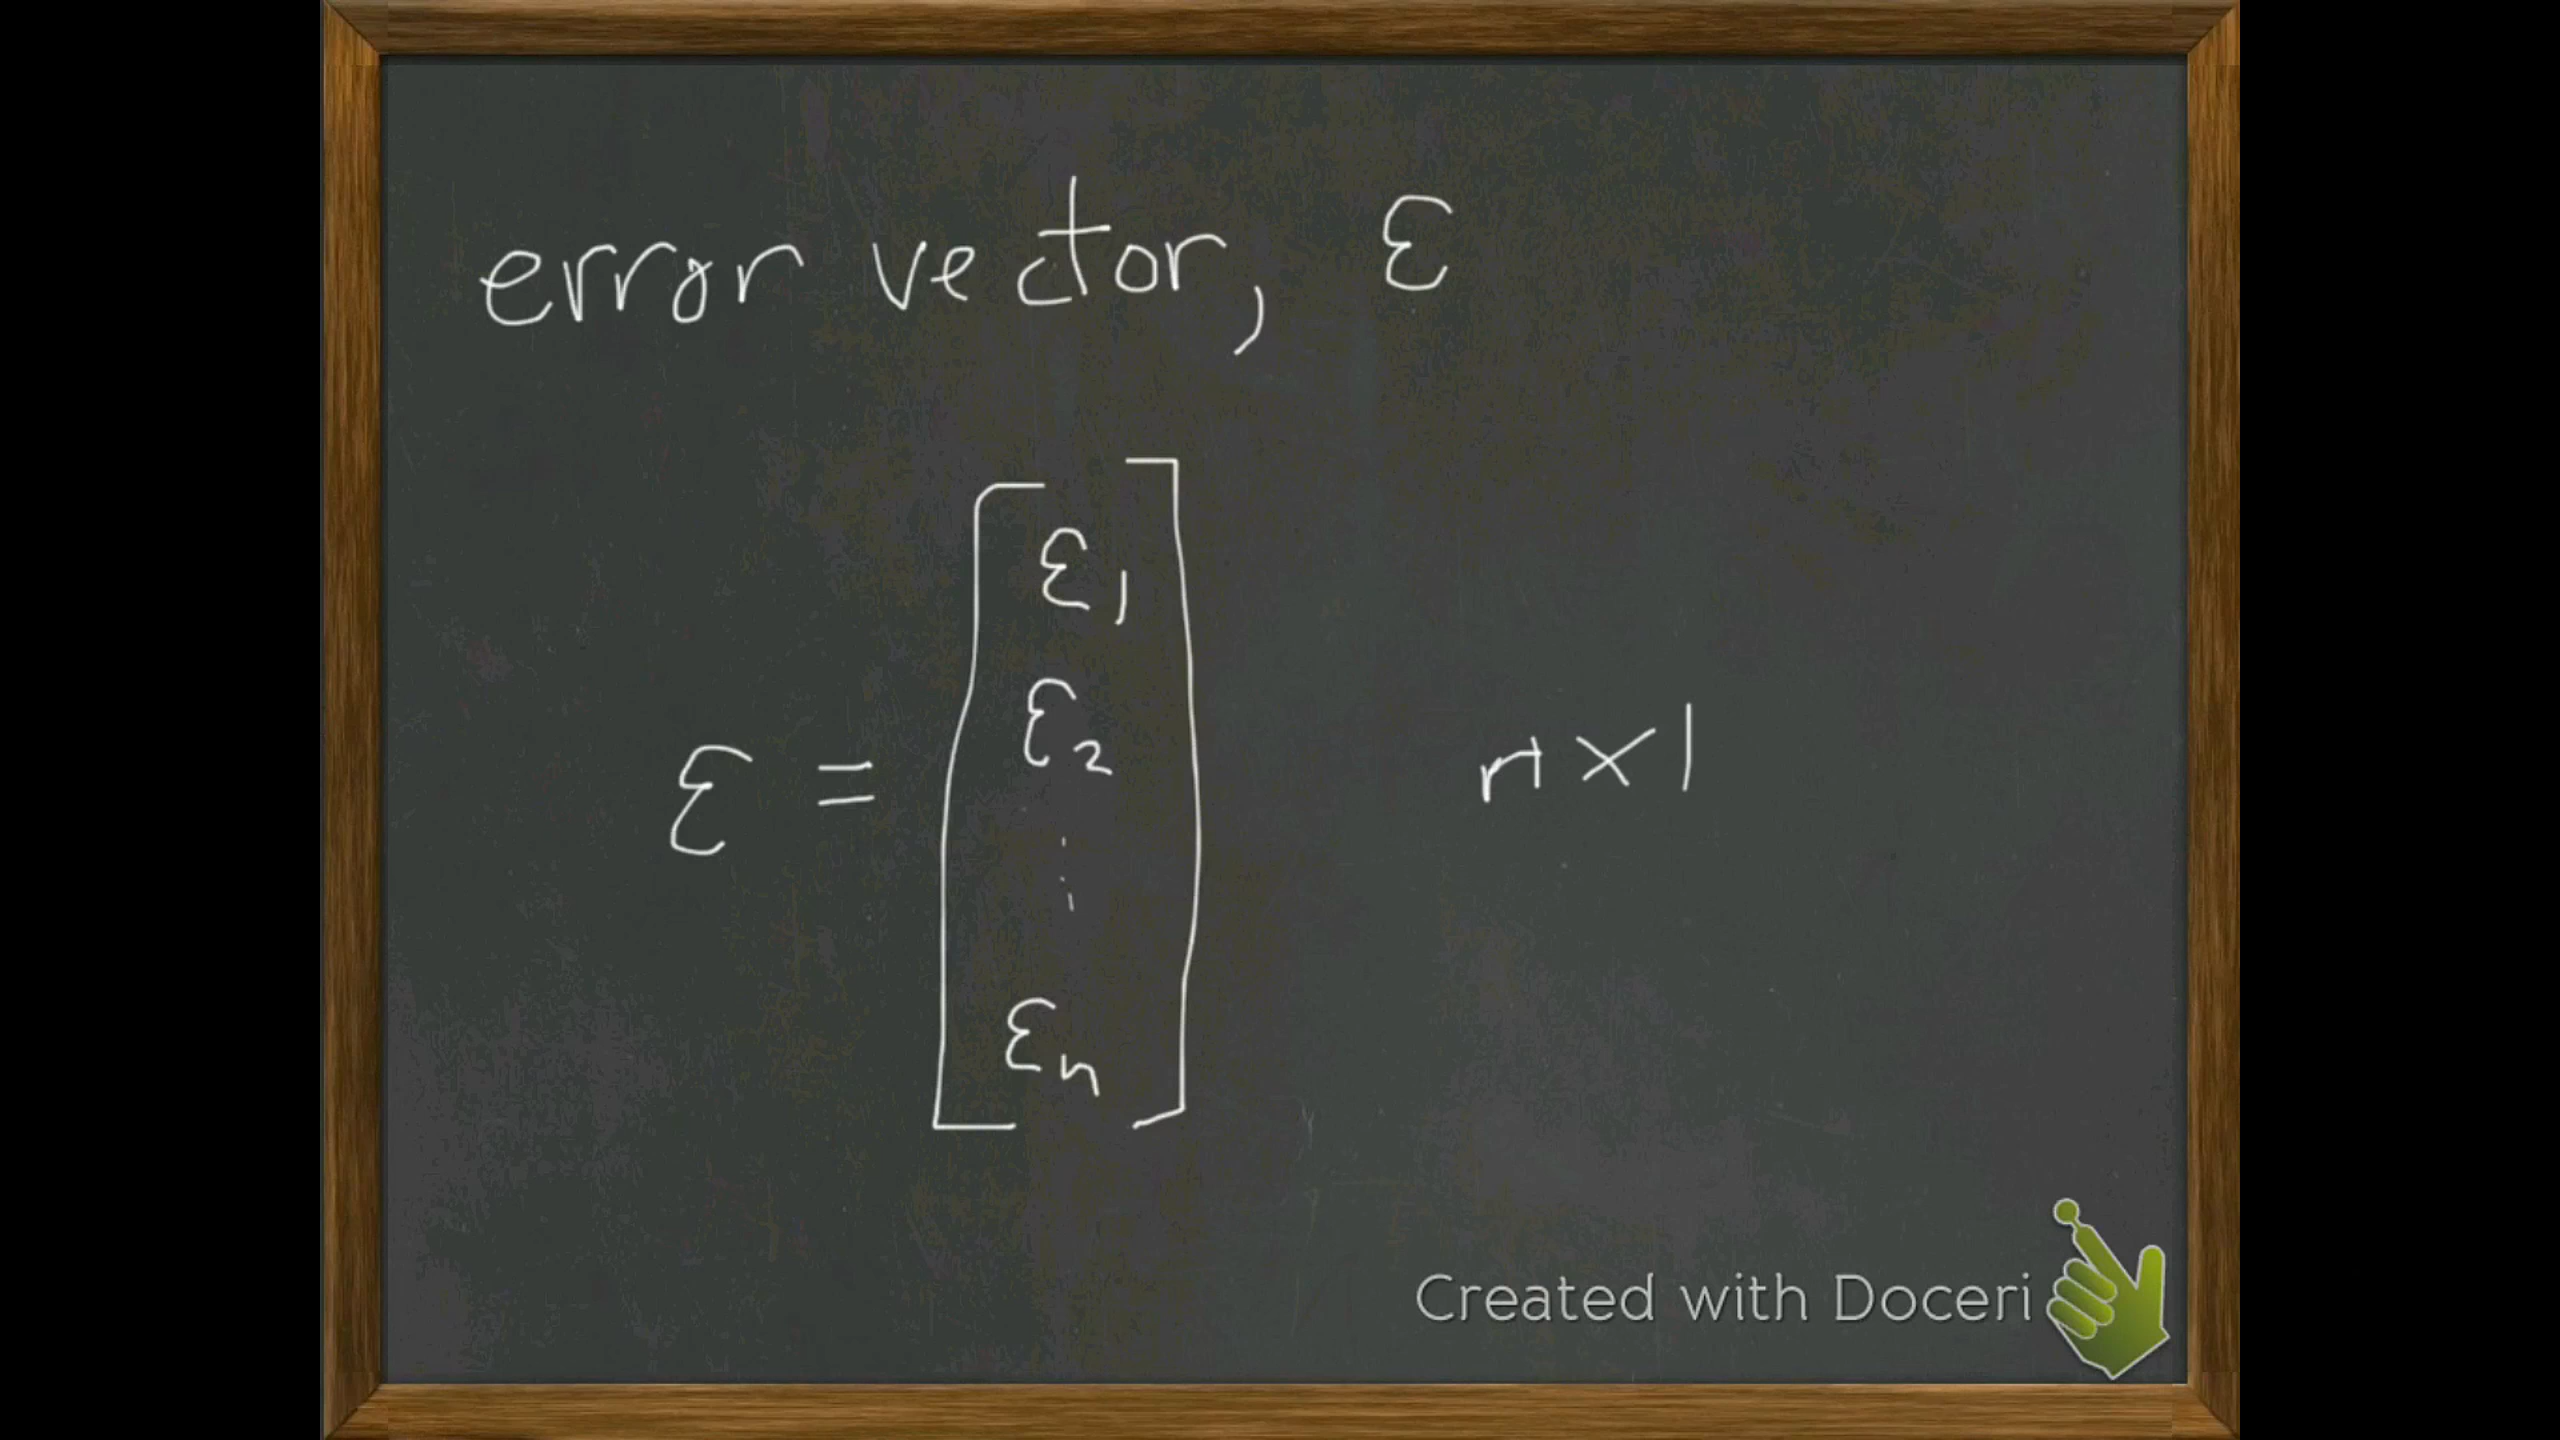 error vector, ε
ε = [ε₁
ε₂
⋮
εₙ] n×1
Created with Doceri